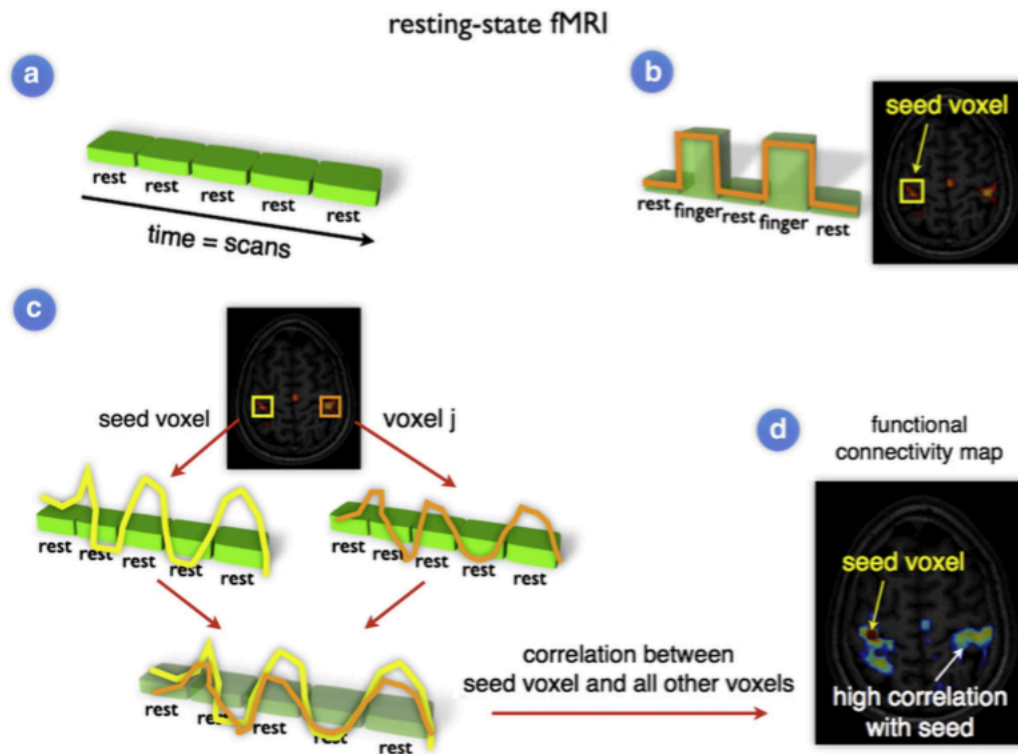 resting-state fMRI
a
rest rest rest rest rest
time = scans
b
rest finger rest finger rest
seed voxel
c
seed voxel
voxel j
rest rest rest rest rest
rest rest rest rest rest
rest rest rest rest rest
correlation between
seed voxel and all other voxels
d
functional
connectivity map
seed voxel
high correlation
with seed